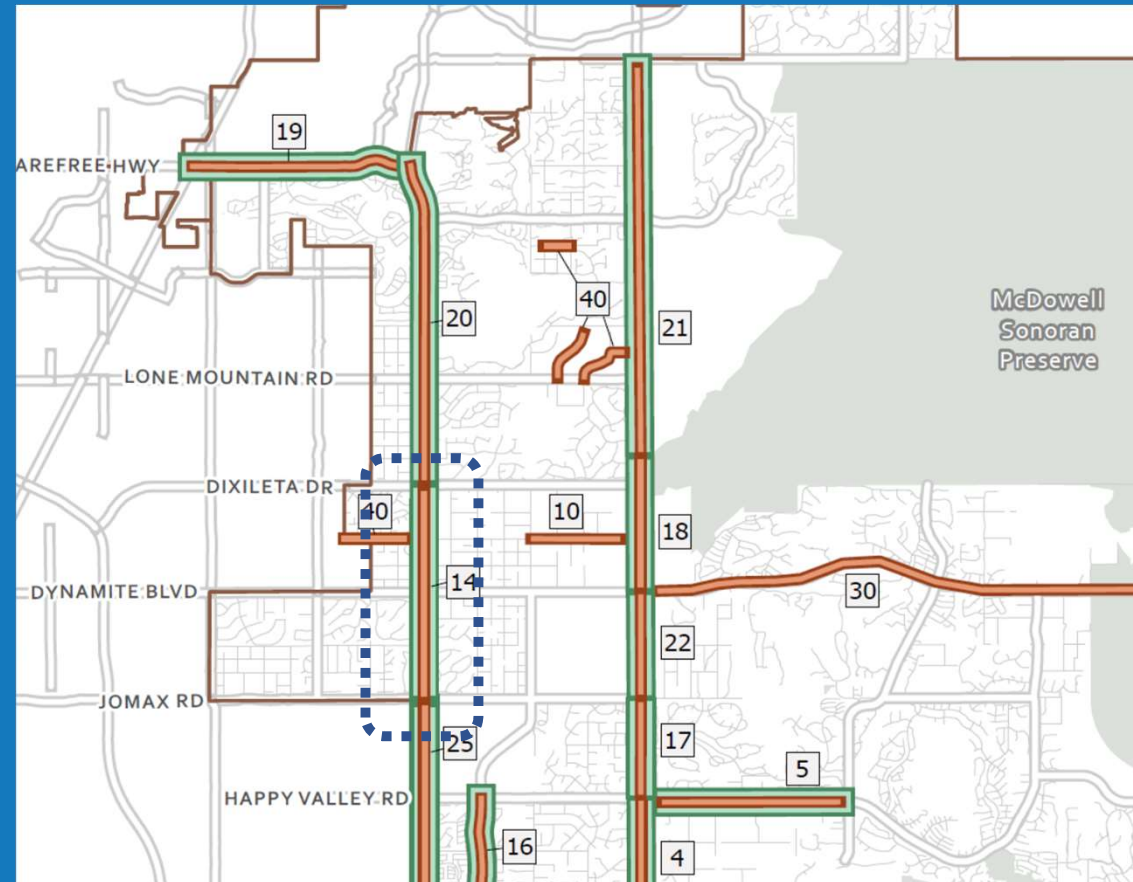 19
AREFREE HWY
40
20
21
McDowell
Sonoran
Preserve
LONE MOUNTAIN RD
DIXILETA DR
40
10
18
14
DYNAMITE BLVD
30
22
JOMAX RD
25
17
5
HAPPY VALLEY RD
16
4